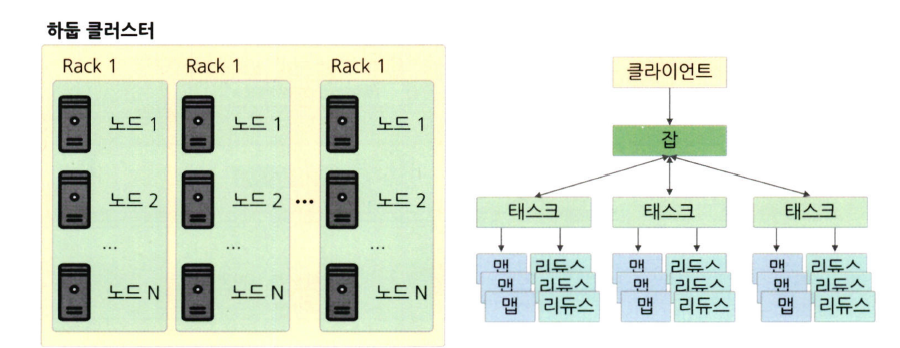 하둡 클러스터
Rack 1 Rack 1 Rack 1
노드 1 노드 1 노드 1
노드 2 노드 2 ... 노드 2
... ... ...
노드 N 노드 N 노드 N
클라이언트
잡
태스크 태스크 태스크
맵 리듀스 맵 리듀스 맵 리듀스
맵 리듀스 맵 리듀스 맵 리듀스
맵 리듀스 맵 리듀스 맵 리듀스